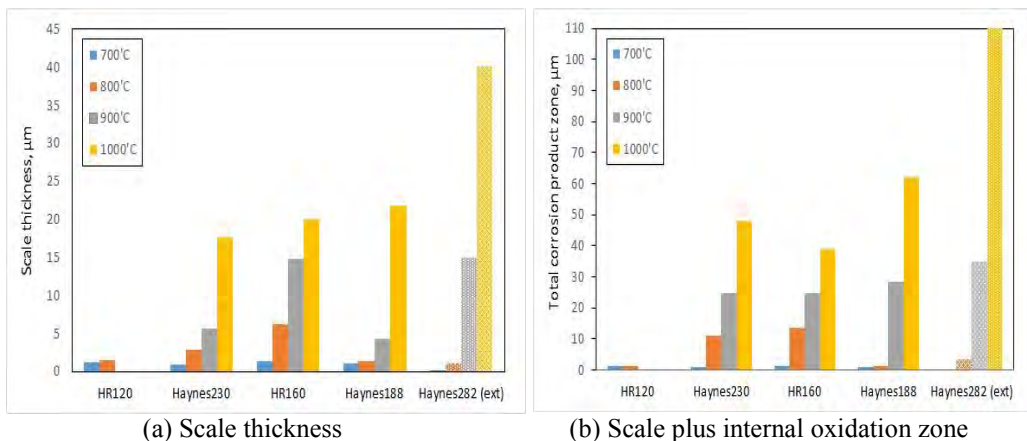 45
40
35
30
25
20
15
10
5
0
Scale thickness, µm
700'C
800'C
900'C
1000'C
HR120 Haynes230 HR160 Haynes188 Haynes282 (ext)
(a) Scale thickness
110
100
90
80
70
60
50
40
30
20
10
0
Total corrosion product zone, µm
700'C
800'C
900'C
1000'C
HR120 Haynes230 HR160 Haynes188 Haynes282 (ext)
(b) Scale plus internal oxidation zone